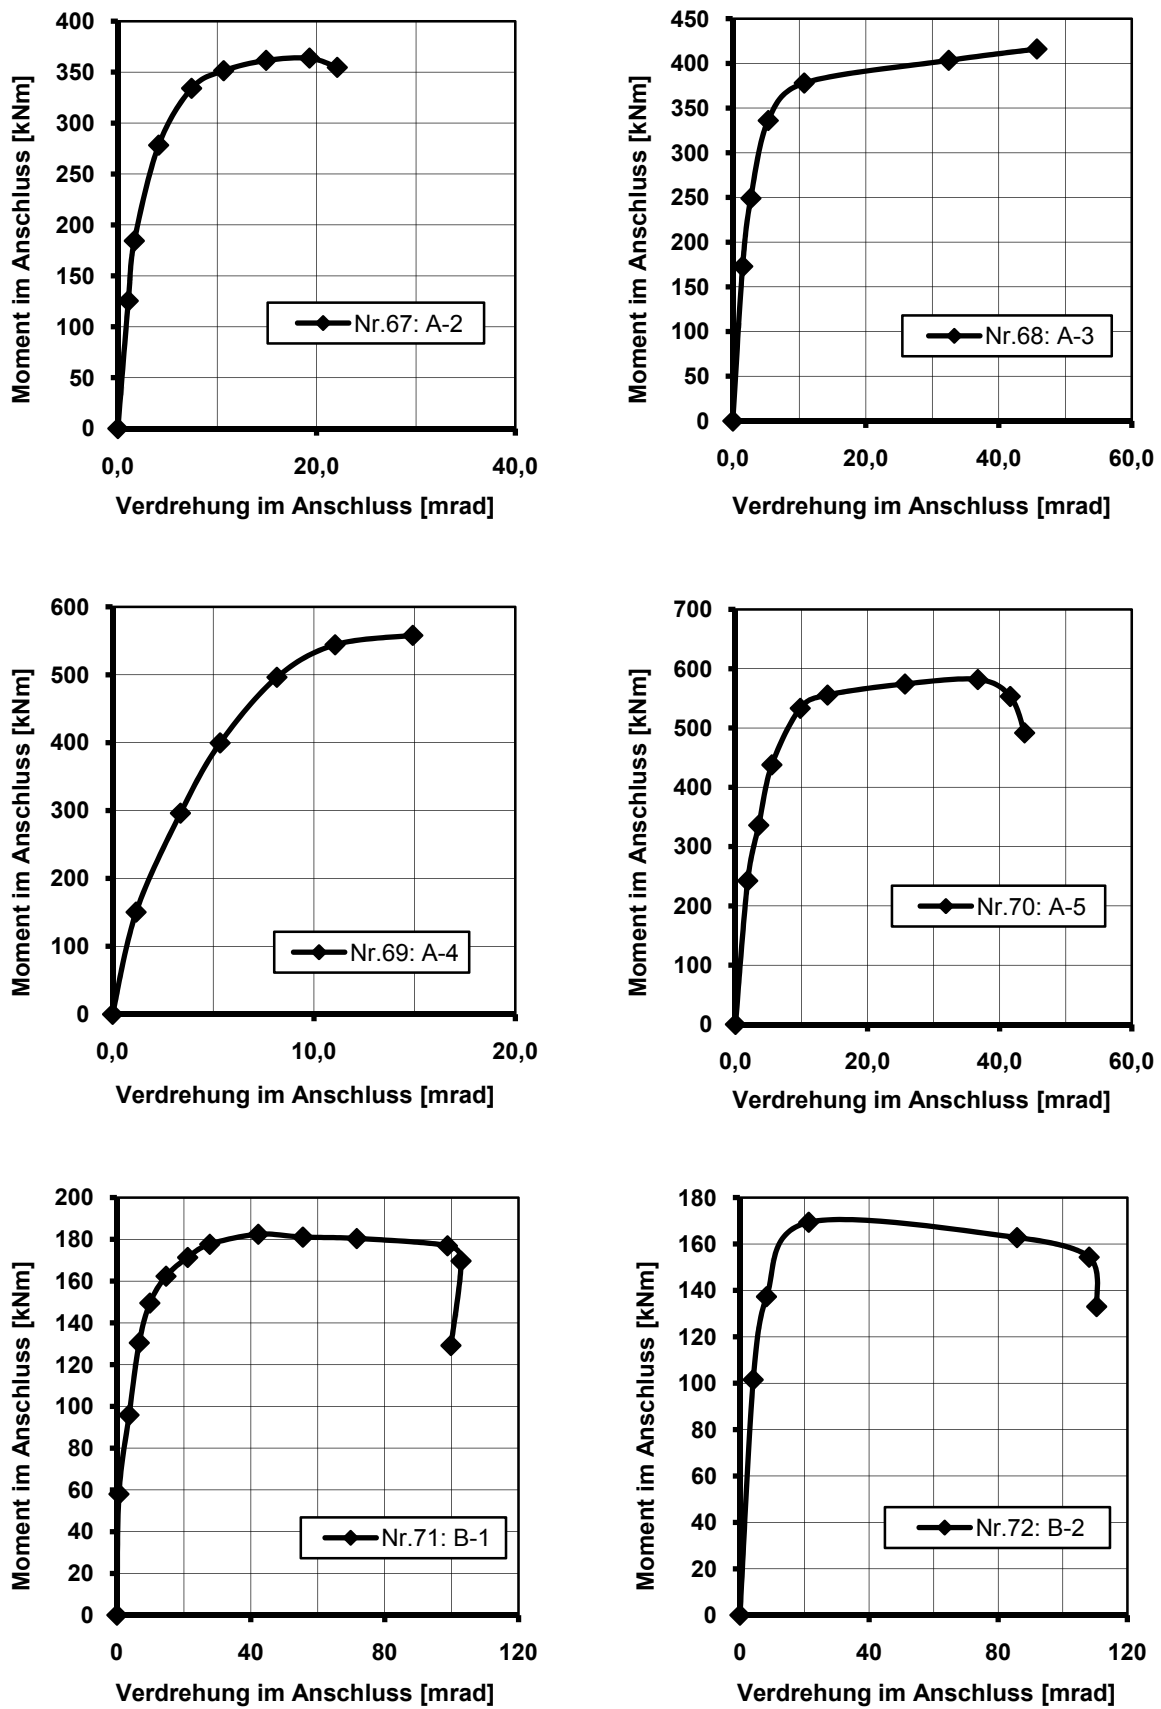 400
350
300
250
200
150
100
50
0
0,0 20,0 40,0
Moment im Anschluss [kNm]
Verdrehung im Anschluss [mrad]
Nr.67: A-2
450
400
350
300
250
200
150
100
50
0
0,0 20,0 40,0 60,0
Moment im Anschluss [kNm]
Verdrehung im Anschluss [mrad]
Nr.68: A-3
600
500
400
300
200
100
0
0,0 10,0 20,0
Moment im Anschluss [kNm]
Verdrehung im Anschluss [mrad]
Nr.69: A-4
700
600
500
400
300
200
100
0
0,0 20,0 40,0 60,0
Moment im Anschluss [kNm]
Verdrehung im Anschluss [mrad]
Nr.70: A-5
200
180
160
140
120
100
80
60
40
20
0
0 40 80 120
Moment im Anschluss [kNm]
Verdrehung im Anschluss [mrad]
Nr.71: B-1
180
160
140
120
100
80
60
40
20
0
0 40 80 120
Moment im Anschluss [kNm]
Verdrehung im Anschluss [mrad]
Nr.72: B-2